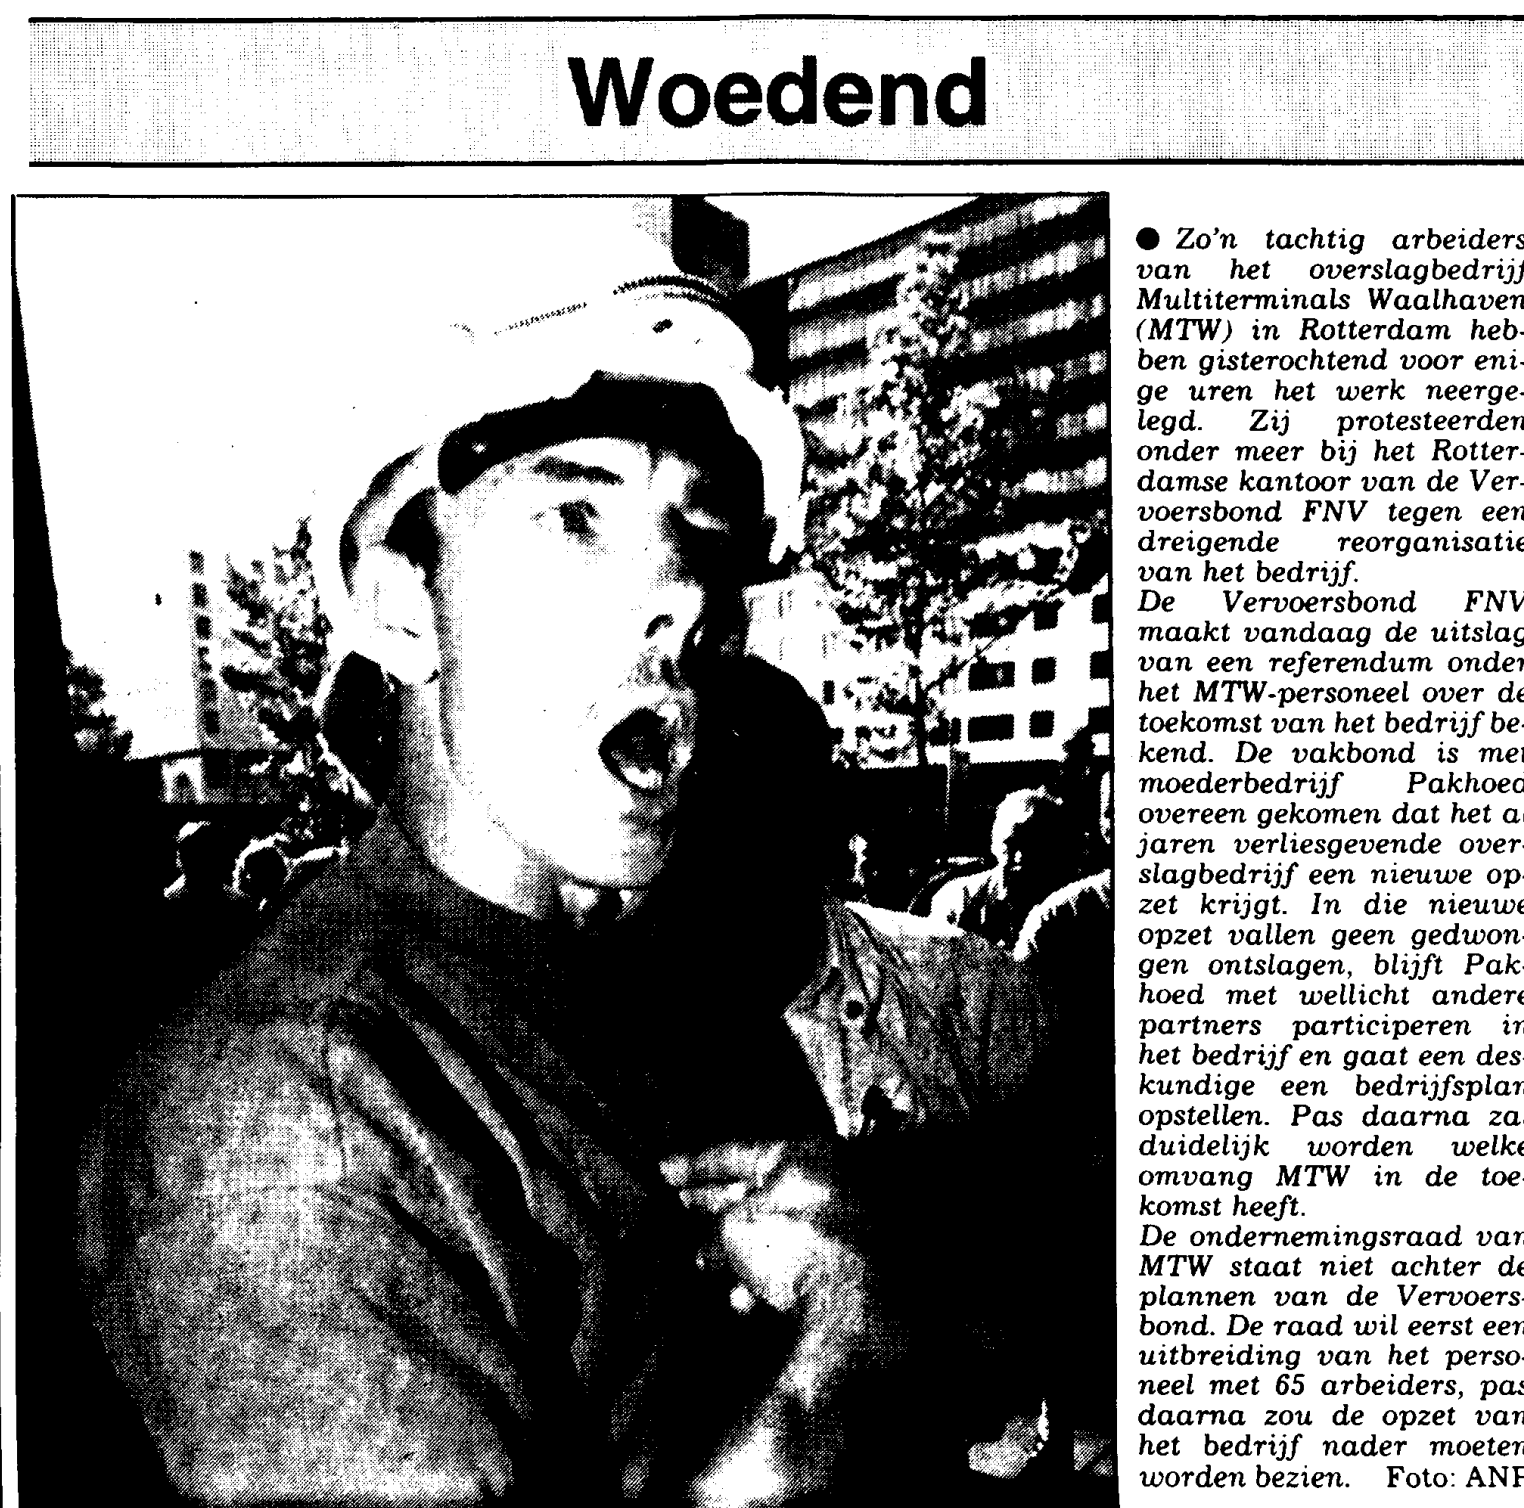 Woedend
● Zo'n tachtig arbeiders
van het overslagbedrijf
Multiterminals Waalhaven
(MTW) in Rotterdam heb-
ben gisterochtend voor eni-
ge uren het werk neerge-
legd. Zij protesteerden
onder meer bij het Rotter-
damse kantoor van de Ver-
voersbond FNV tegen een
dreigende reorganisatie
van het bedrijf.
De Vervoersbond FNV
maakt vandaag de uitslag
van een referendum onder
het MTW-personeel over de
toekomst van het bedrijf be-
kend. De vakbond is met
moederbedrijf Pakhoed
overeen gekomen dat het al
jaren verliesgevende over-
slagbedrijf een nieuwe op-
zet krijgt. In die nieuwe
opzet vallen geen gedwon-
gen ontslagen, blijft Pak-
hoed met wellicht andere
partners participeren in
het bedrijf en gaat een des-
kundige een bedrijfsplan
opstellen. Pas daarna zal
duidelijk worden welke
omvang MTW in de toe-
komst heeft.
De ondernemingsraad van
MTW staat niet achter de
plannen van de Vervoers-
bond. De raad wil eerst een
uitbreiding van het perso-
neel met 65 arbeiders, pas
daarna zou de opzet van
het bedrijf nader moeten
worden bezien. Foto: ANP